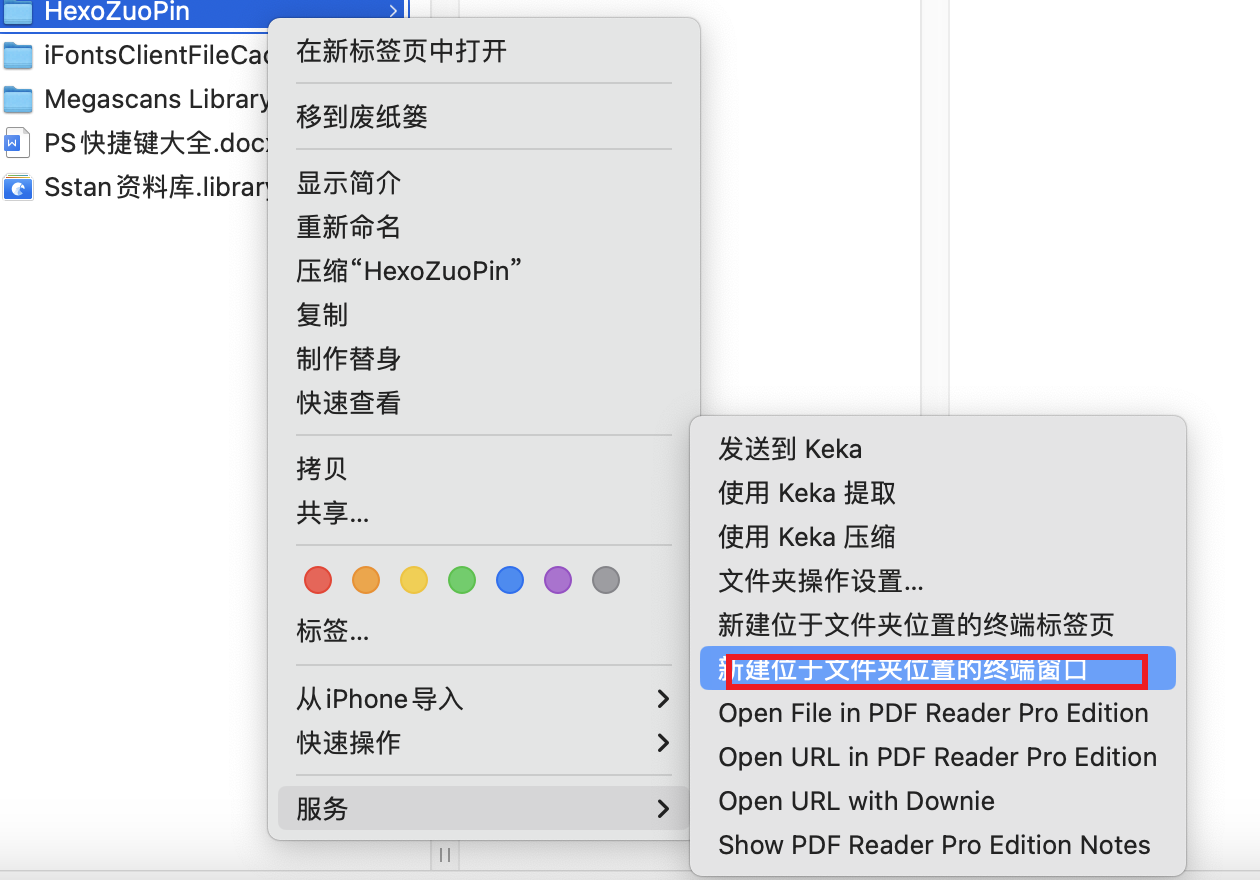 HexoZuoPin
iFontsClientFileCac
Megascans Library
PS快捷键大全.docx
Sstan资料库.library
在新标签页中打开
移到废纸篓
显示简介
重新命名
压缩“HexoZuoPin”
复制
制作替身
快速查看
拷贝
共享...
标签...
从iPhone导入
快速操作
服务
发送到 Keka
使用 Keka 提取
使用 Keka 压缩
文件夹操作设置...
新建位于文件夹位置的终端标签页
新建位于文件夹位置的终端窗口
Open File in PDF Reader Pro Edition
Open URL in PDF Reader Pro Edition
Open URL with Downie
Show PDF Reader Pro Edition Notes